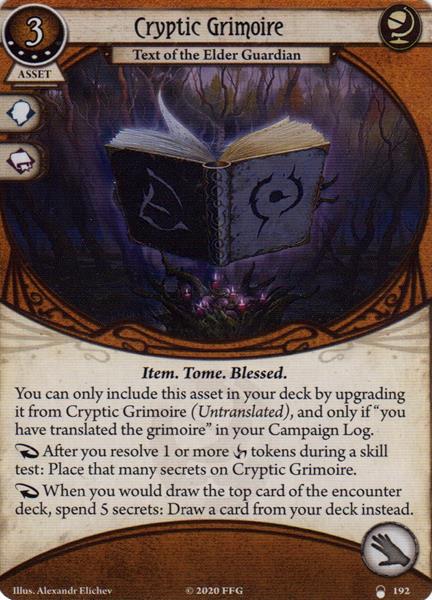 3
Cryptic Grimoire
ASSET
Text of the Elder Guardian
Item. Tome. Blessed.
You can only include this asset in your deck by upgrading
it from Cryptic Grimoire (Untranslated), and only if “you
have translated the grimoire” in your Campaign Log.
After you resolve 1 or more tokens during a skill
test: Place that many secrets on Cryptic Grimoire.
When you would draw the top card of the encounter
deck, spend 5 secrets: Draw a card from your deck instead.
Illus. Alexandr Elichev
© 2020 FFG
192